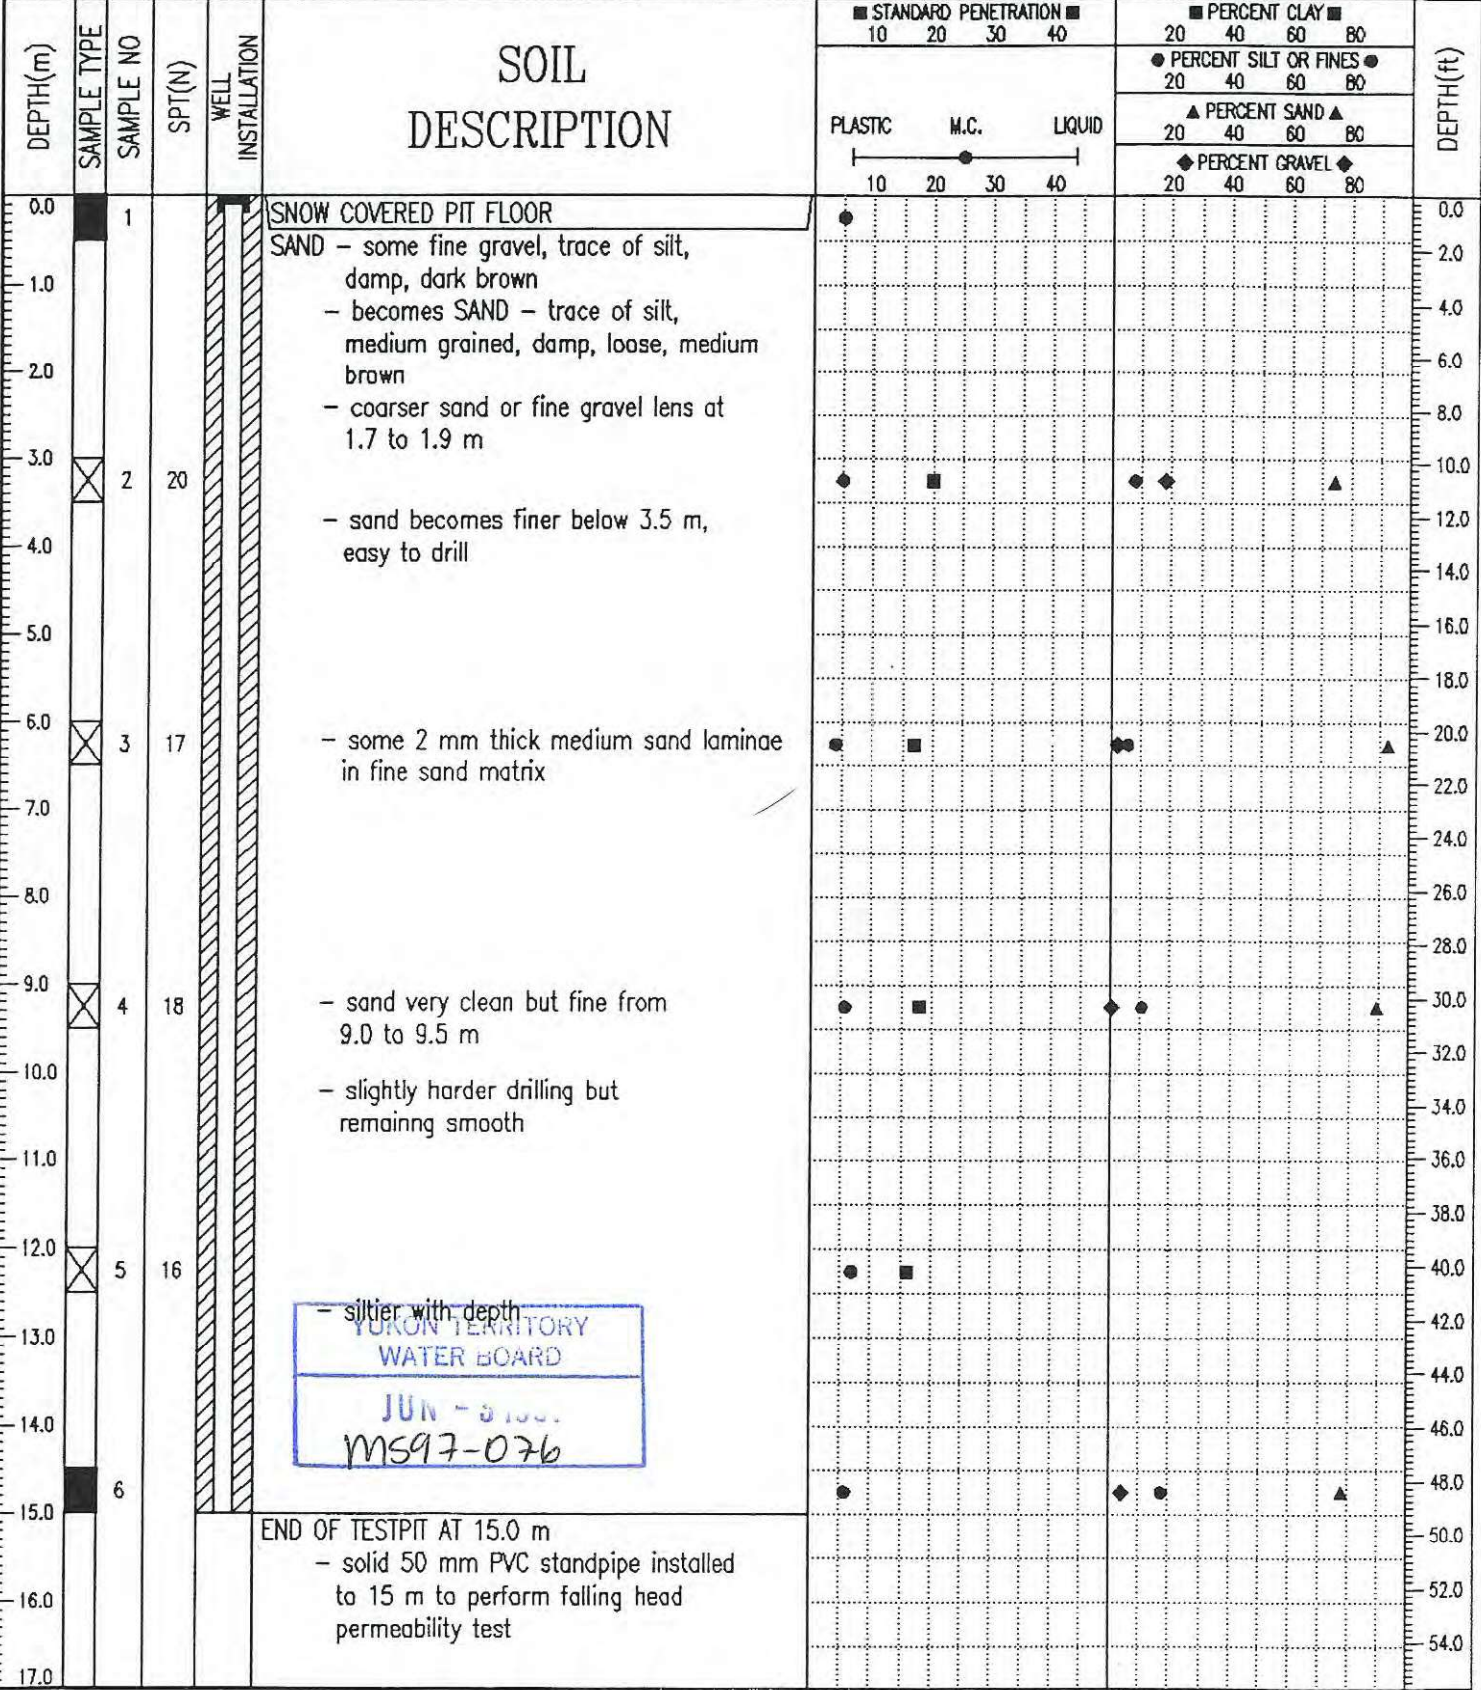 DEPTH(m)
SAMPLE TYPE
SAMPLE NO
SPT(N)
WELL
INSTALLATION
SOIL
DESCRIPTION
■ STANDARD PENETRATION ■
10 20 30 40
PLASTIC M.C. LIQUID
10 20 30 40
■ PERCENT CLAY ■
20 40 60 80
● PERCENT SILT OR FINES ●
20 40 60 80
▲ PERCENT SAND ▲
20 40 60 80
◆ PERCENT GRAVEL ◆
20 40 60 80
DEPTH(ft)
0.0
1.0
2.0
3.0
4.0
5.0
6.0
7.0
8.0
9.0
10.0
11.0
12.0
13.0
14.0
15.0
16.0
17.0
1
2 20
3 17
4 18
5 16
6
SNOW COVERED PIT FLOOR
SAND – some fine gravel, trace of silt,
damp, dark brown
– becomes SAND – trace of silt,
medium grained, damp, loose, medium
brown
– coarser sand or fine gravel lens at
1.7 to 1.9 m
– sand becomes finer below 3.5 m,
easy to drill
– some 2 mm thick medium sand laminae
in fine sand matrix
– sand very clean but fine from
9.0 to 9.5 m
– slightly harder drilling but
remainng smooth
– siltier with depth
YUKON TERRITORY
WATER BOARD
JUN
MS97-076
END OF TESTPIT AT 15.0 m
– solid 50 mm PVC standpipe installed
to 15 m to perform falling head
permeability test
0.0
2.0
4.0
6.0
8.0
10.0
12.0
14.0
16.0
18.0
20.0
22.0
24.0
26.0
28.0
30.0
32.0
34.0
36.0
38.0
40.0
42.0
44.0
46.0
48.0
50.0
52.0
54.0